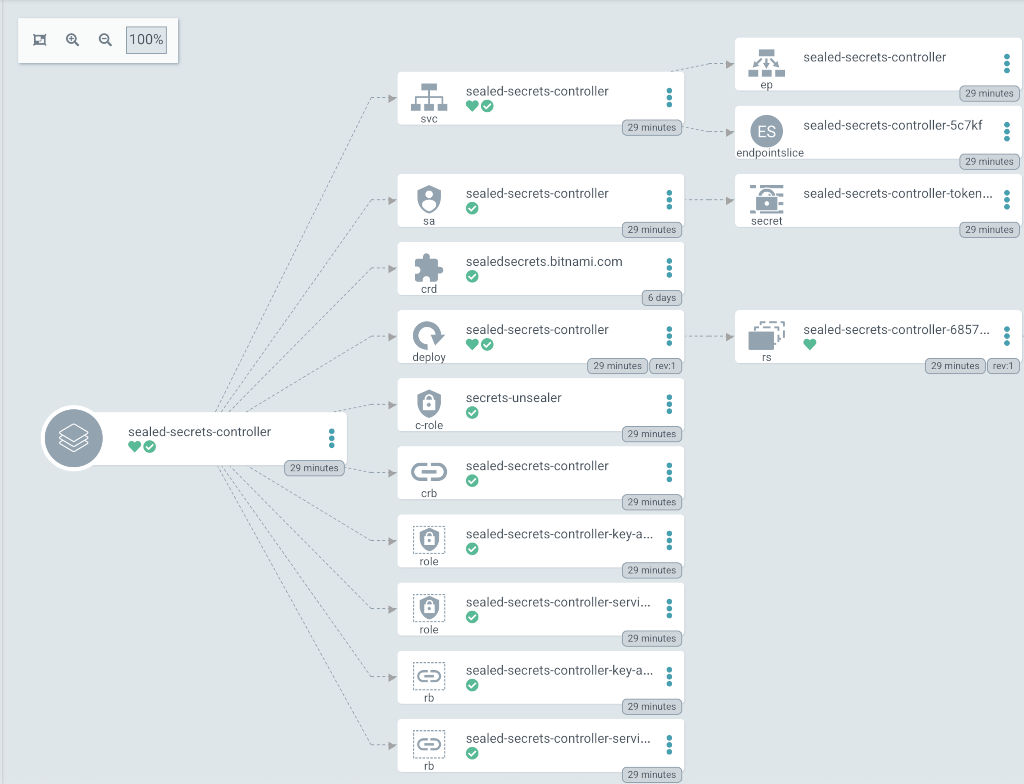 100%
sealed-secrets-controller
ep
29 minutes
sealed-secrets-controller
svc
29 minutes
ES
sealed-secrets-controller-5c7kf
endpointslice
29 minutes
sealed-secrets-controller
sa
29 minutes
sealed-secrets-controller-token...
secret
29 minutes
sealedsecrets.bitnami.com
crd
6 days
sealed-secrets-controller
deploy
29 minutes
rev:1
sealed-secrets-controller-6857...
rs
29 minutes
rev:1
secrets-unsealer
c-role
29 minutes
sealed-secrets-controller
29 minutes
sealed-secrets-controller
crb
29 minutes
sealed-secrets-controller-key-a...
role
29 minutes
sealed-secrets-controller-servi...
role
29 minutes
sealed-secrets-controller-key-a...
rb
29 minutes
sealed-secrets-controller-servi...
rb
29 minutes